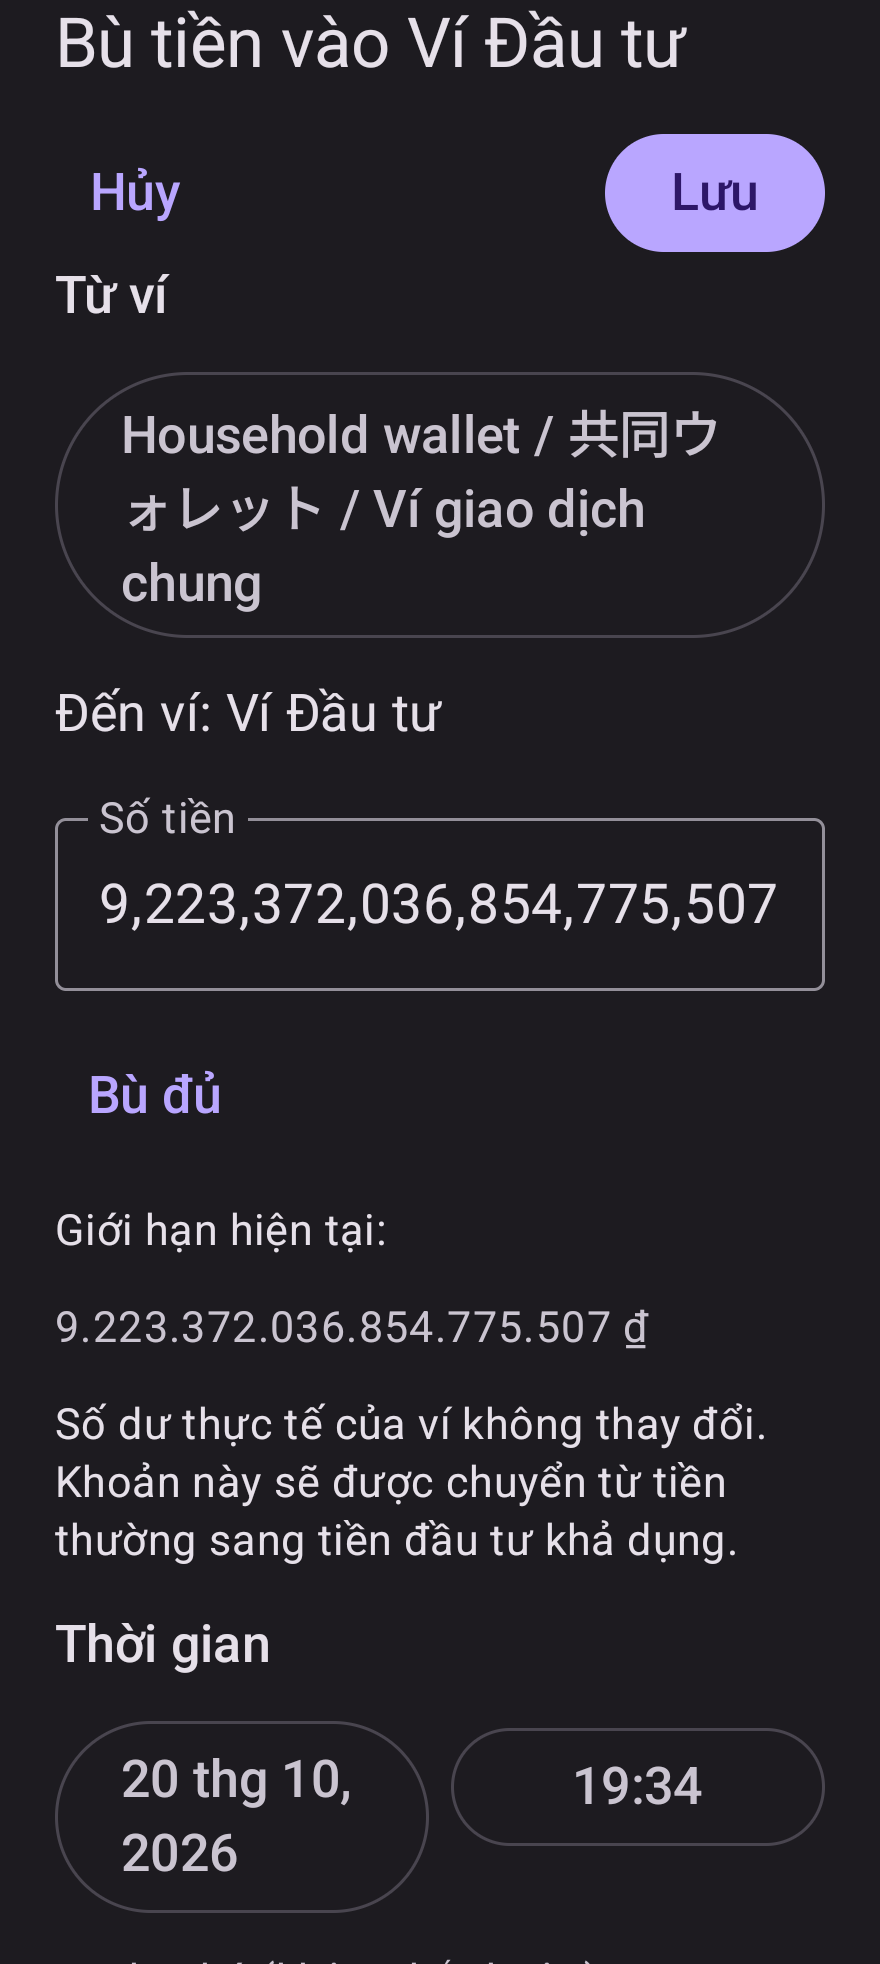 Bù tiền vào Ví Đầu tư
Hủy
Lưu
Từ ví
Household wallet / 共同ウ
ォレット / Ví giao dịch
chung
Đến ví: Ví Đầu tư
Số tiền
9,223,372,036,854,775,507
Bù đủ
Giới hạn hiện tại:
9.223.372.036.854.775.507 ₫
Số dư thực tế của ví không thay đổi.
Khoản này sẽ được chuyển từ tiền
thường sang tiền đầu tư khả dụng.
Thời gian
20 thg 10,
2026
19:34